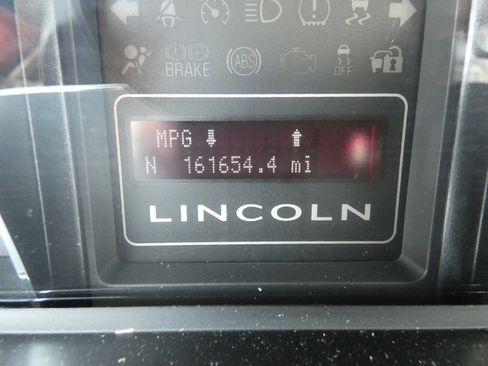 BRAKE
ABS
OFF
MPG
N 161654.4 mi
LINCOLN